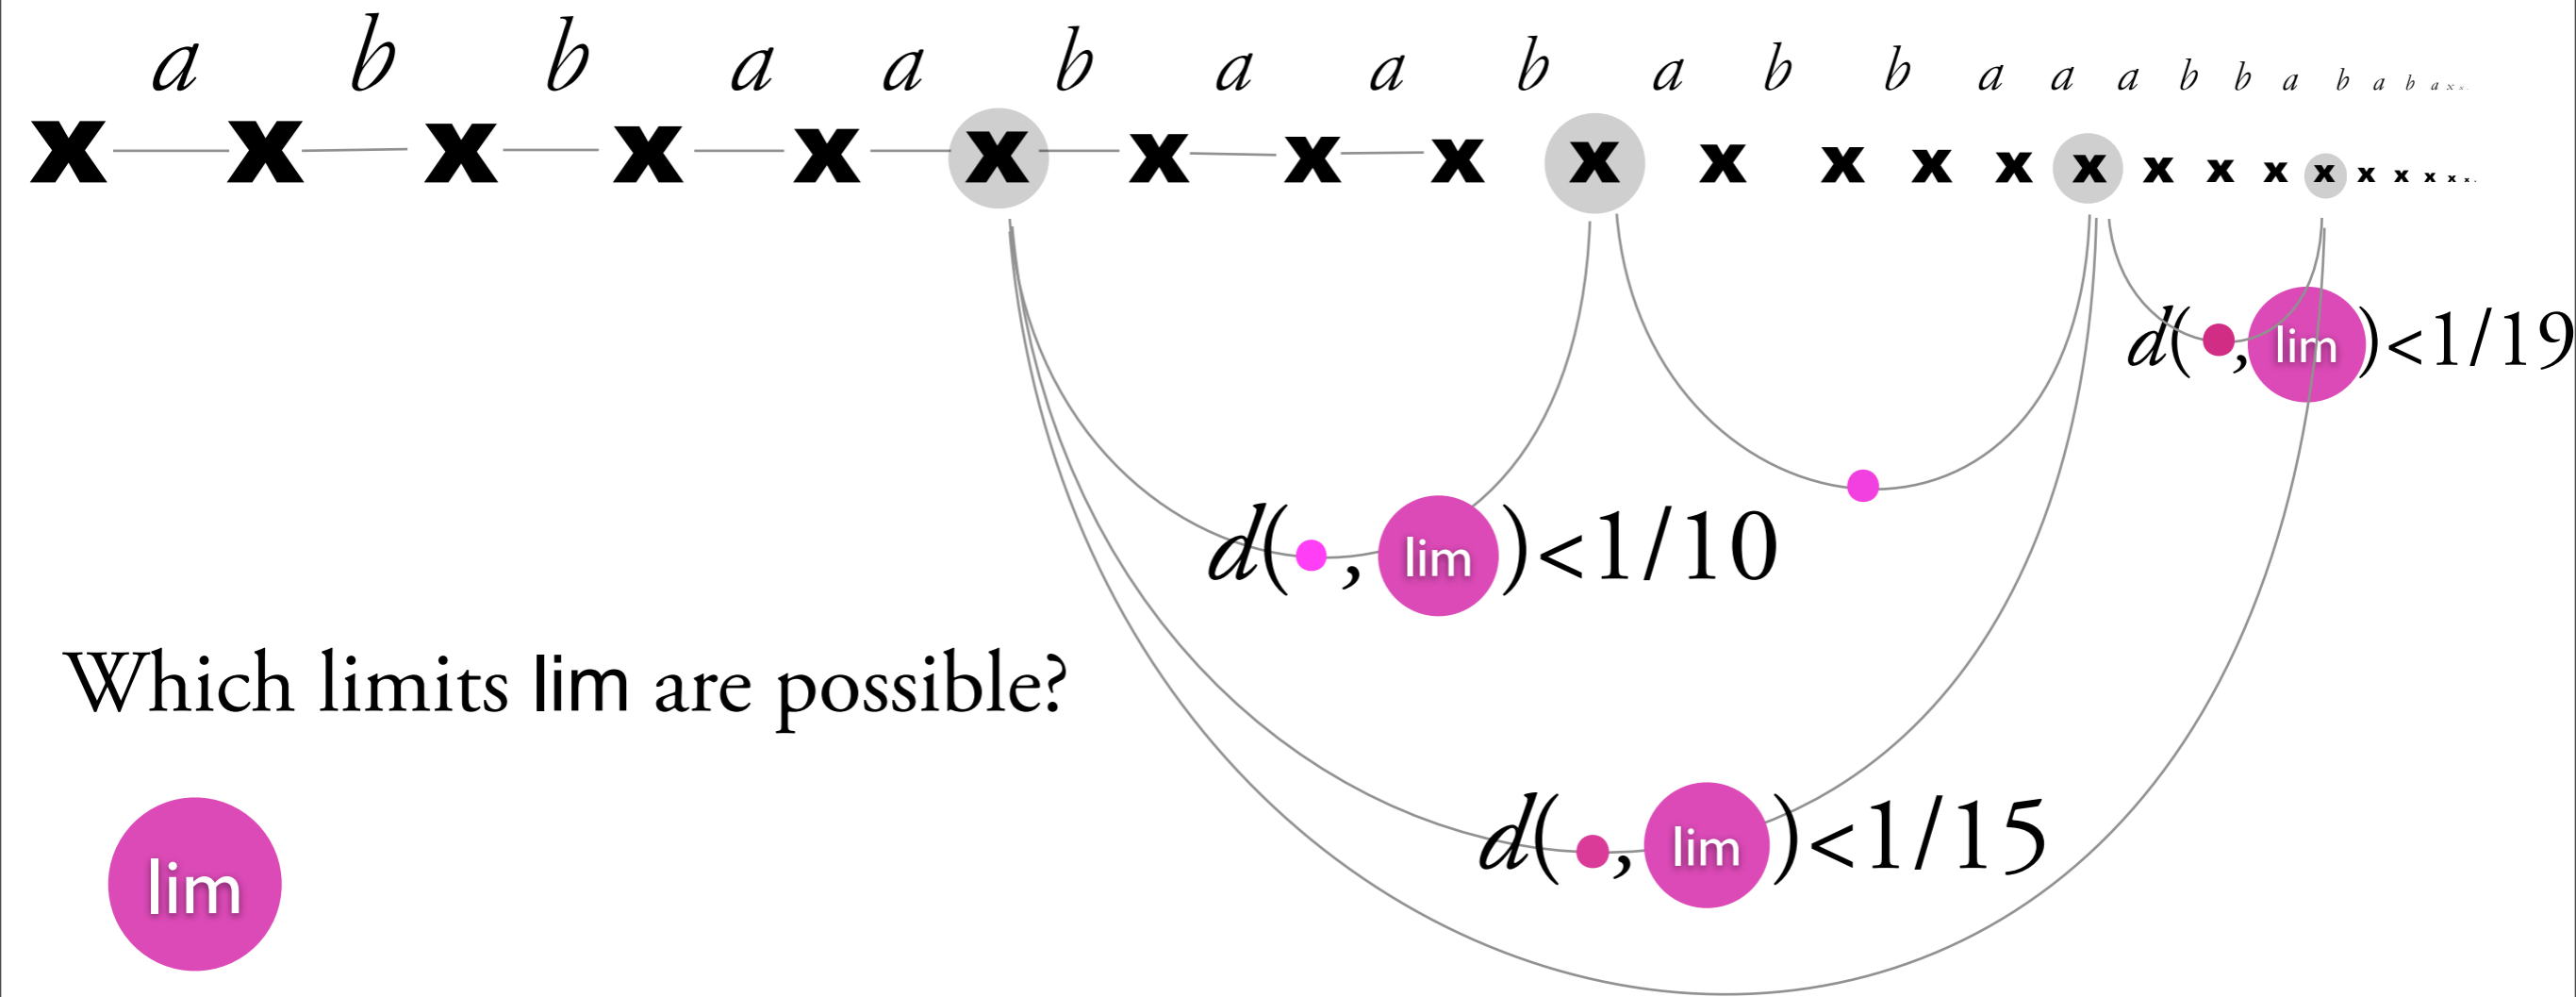 a b b a a b a a b a b b a a a b b a b a b a x x
x x x x x x x x x x x x x x x x x x x x x x x x
d(•, lim)<1/19
d(•, lim)<1/10
Which limits lim are possible?
d(•, lim)<1/15
lim